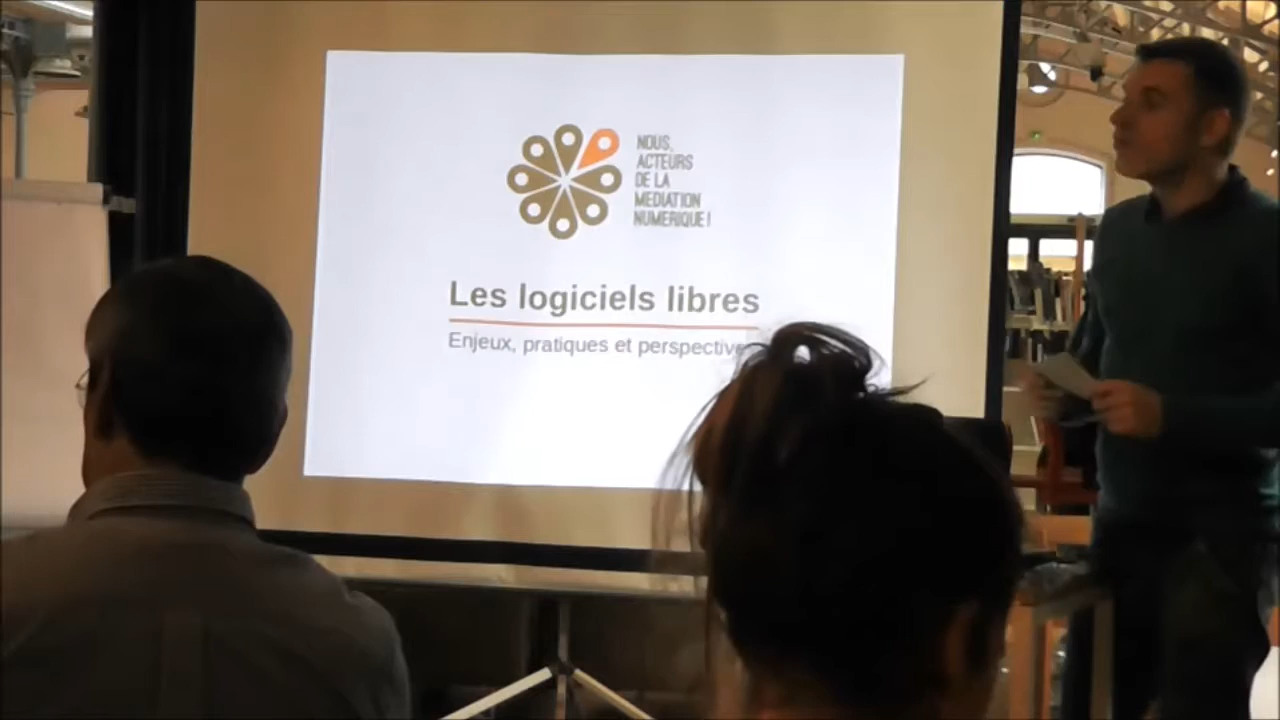 NOUS,
ACTEURS
DE LA
MEDIATION
NUMERIQUE !
Les logiciels libres
Enjeux, pratiques et perspective